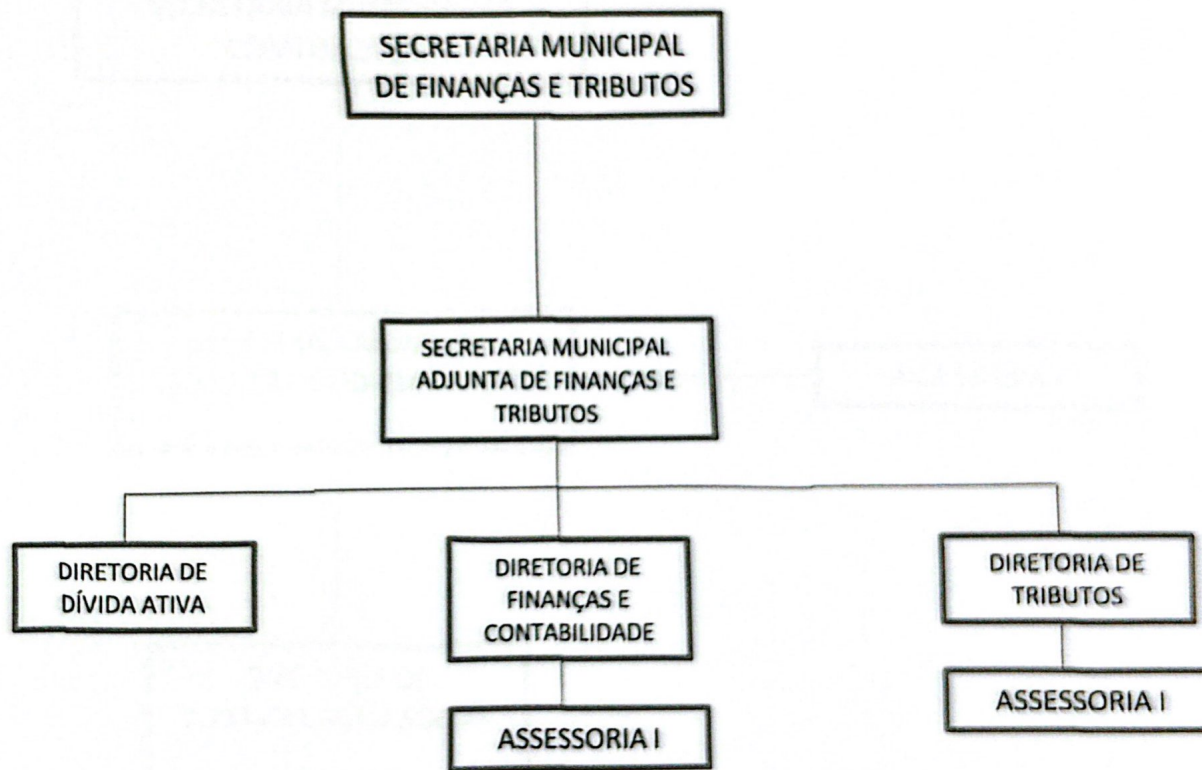 SECRETARIA MUNICIPAL
DE FINANÇAS E TRIBUTOS
SECRETARIA MUNICIPAL
ADJUNTA DE FINANÇAS E
TRIBUTOS
DIRETORIA DE
DÍVIDA ATIVA
DIRETORIA DE
FINANÇAS E
CONTABILIDADE
ASSESSORIA I
DIRETORIA DE
TRIBUTOS
ASSESSORIA I